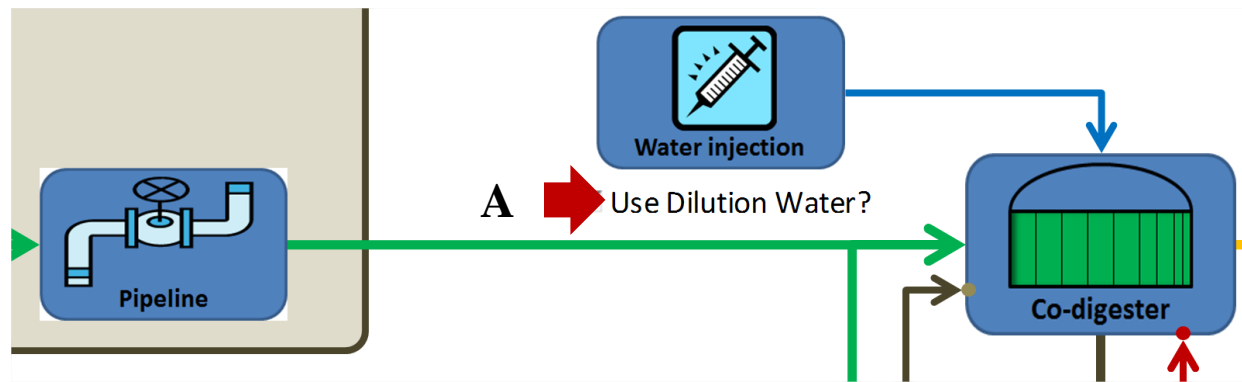 Water injection
A
Use Dilution Water?
Pipeline
Co-digester